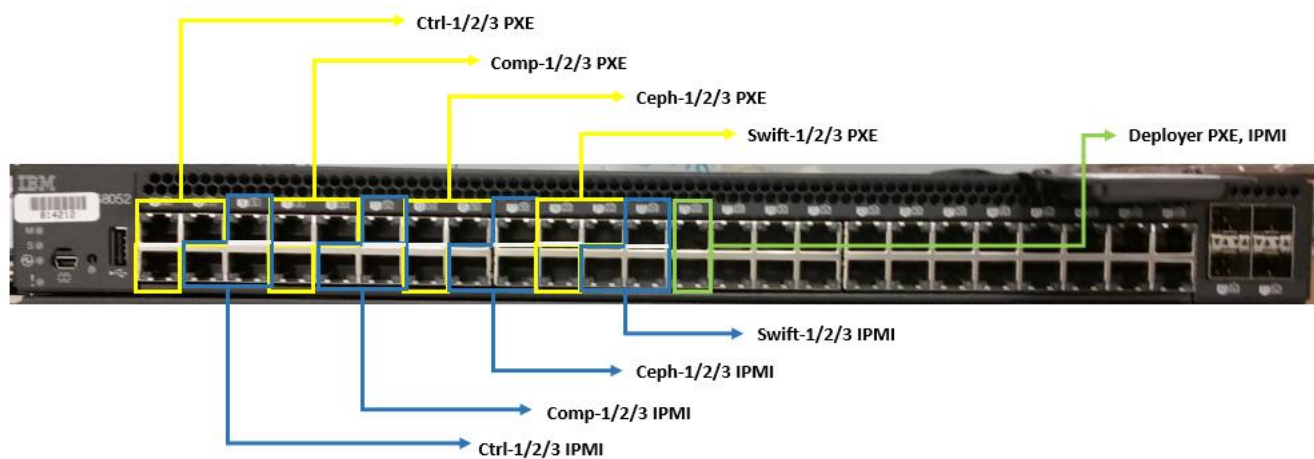 Ctrl-1/2/3 PXE
Comp-1/2/3 PXE
Ceph-1/2/3 PXE
Swift-1/2/3 PXE
Deployer PXE, IPMI
IBM
G8052
B14212
M
S
Swift-1/2/3 IPMI
Ceph-1/2/3 IPMI
Comp-1/2/3 IPMI
Ctrl-1/2/3 IPMI